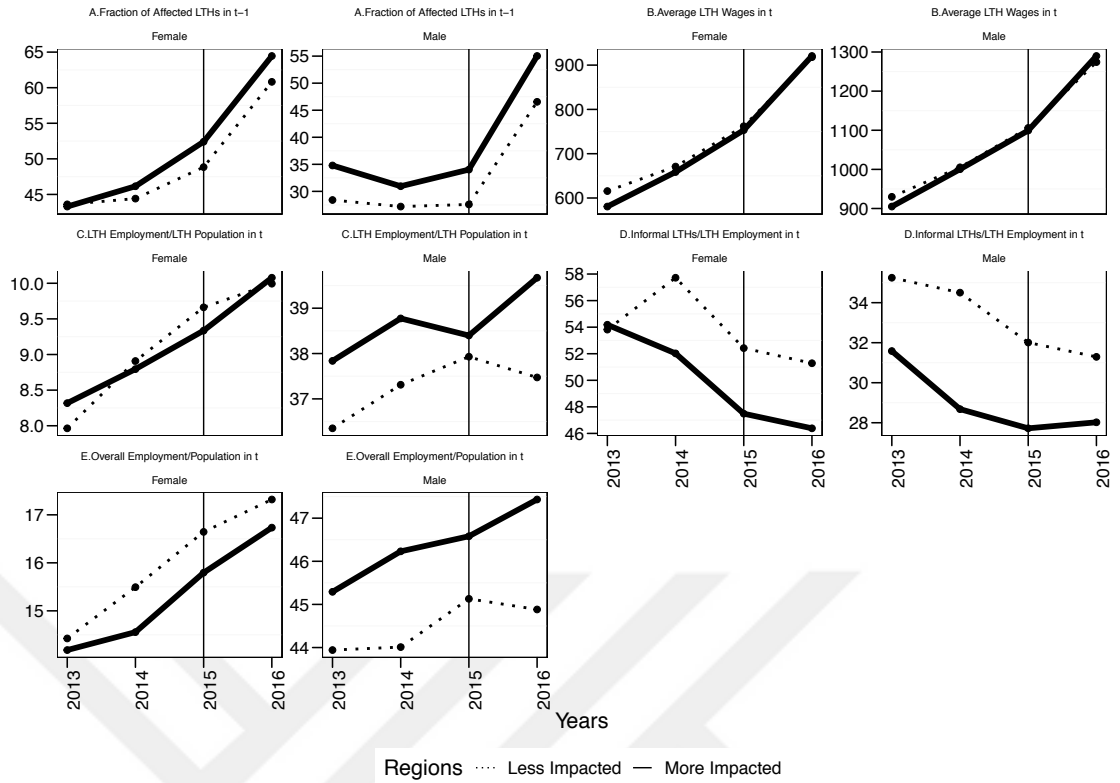 A.Fraction of Affected LTHs in t−1
Female
65
60
55
50
45
A.Fraction of Affected LTHs in t−1
Male
55
50
45
40
35
30
B.Average LTH Wages in t
Female
900
800
700
600
B.Average LTH Wages in t
Male
1300
1200
1100
1000
900
C.LTH Employment/LTH Population in t
Female
10.0
9.5
9.0
8.5
8.0
C.LTH Employment/LTH Population in t
Male
39
38
37
D.Informal LTHs/LTH Employment in t
Female
58
56
54
52
50
48
46
2013
2014
2015
2016
D.Informal LTHs/LTH Employment in t
Male
34
32
30
28
2013
2014
2015
2016
E.Overall Employment/Population in t
Female
17
16
15
2013
2014
2015
2016
E.Overall Employment/Population in t
Male
47
46
45
44
2013
2014
2015
2016
Years
Regions Less Impacted More Impacted